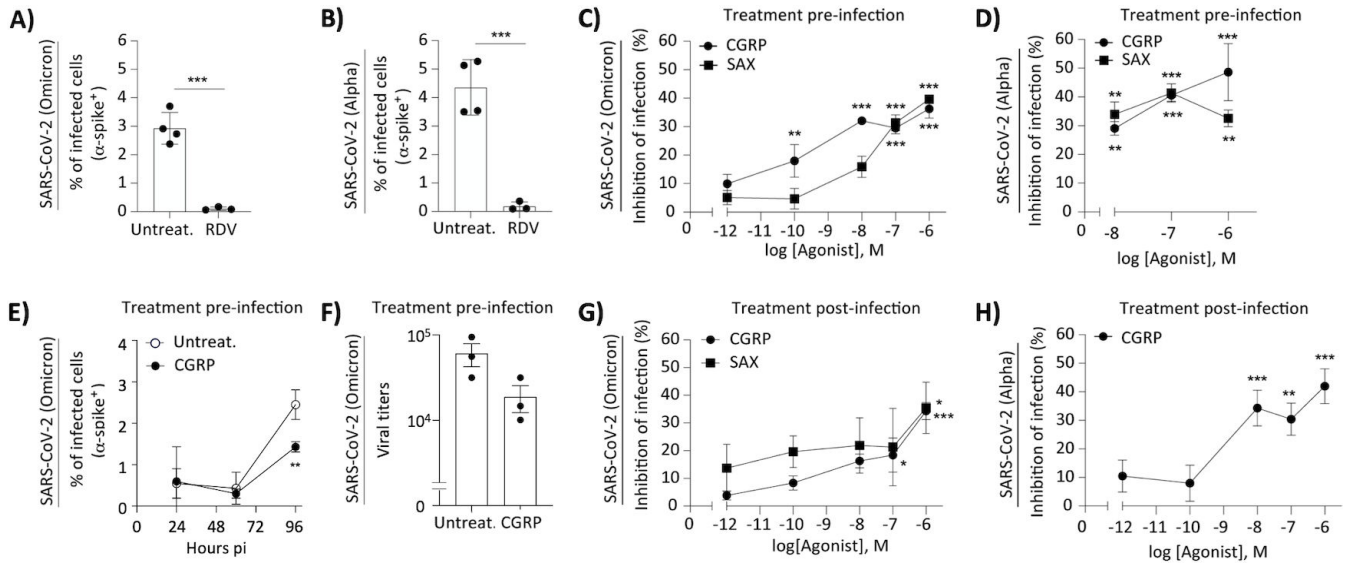 A)
SARS-CoV-2 (Omicron)
% of infected cells
(α-spike+)
6
5
4
3
2
1
0
***
Untreat. RDV
B)
SARS-CoV-2 (Alpha)
% of infected cells
(α-spike+)
6
5
4
3
2
1
0
***
Untreat. RDV
C)
Treatment pre-infection
SARS-CoV-2 (Omicron)
Inhibition of infection (%)
60
50
40
30
20
10
0
CGRP
SAX
**
***
***
***
***
***
-12 -11 -10 -9 -8 -7 -6
log [Agonist], M
D)
Treatment pre-infection
SARS-CoV-2 (Alpha)
Inhibition of infection (%)
60
50
40
30
20
10
0
CGRP
SAX
**
**
***
***
***
**
-8 -7 -6
log [Agonist], M
E)
Treatment pre-infection
SARS-CoV-2 (Omicron)
% of infected cells
(α-spike+)
4
3
2
1
0
Untreat.
CGRP
**
0 24 48 72 96
Hours pi
F)
Treatment pre-infection
SARS-CoV-2 (Omicron)
Viral titers
10^5
10^4
0
Untreat. CGRP
G)
Treatment post-infection
SARS-CoV-2 (Omicron)
Inhibition of infection (%)
60
50
40
30
20
10
0
CGRP
SAX
*
***
*
-12 -11 -10 -9 -8 -7 -6
log[Agonist], M
H)
Treatment post-infection
SARS-CoV-2 (Alpha)
Inhibition of infection (%)
60
50
40
30
20
10
0
CGRP
***
**
***
-12 -11 -10 -9 -8 -7 -6
log [Agonist], M